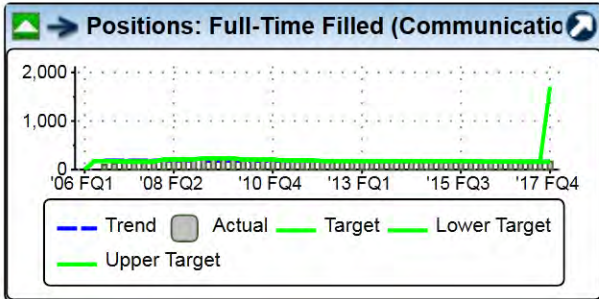 Positions: Full-Time Filled (Communicatio
2,000
1,000
0
'06 FQ1 '08 FQ2 '10 FQ4 '13 FQ1 '15 FQ3 '17 FQ4
Trend Actual Target Lower Target
Upper Target